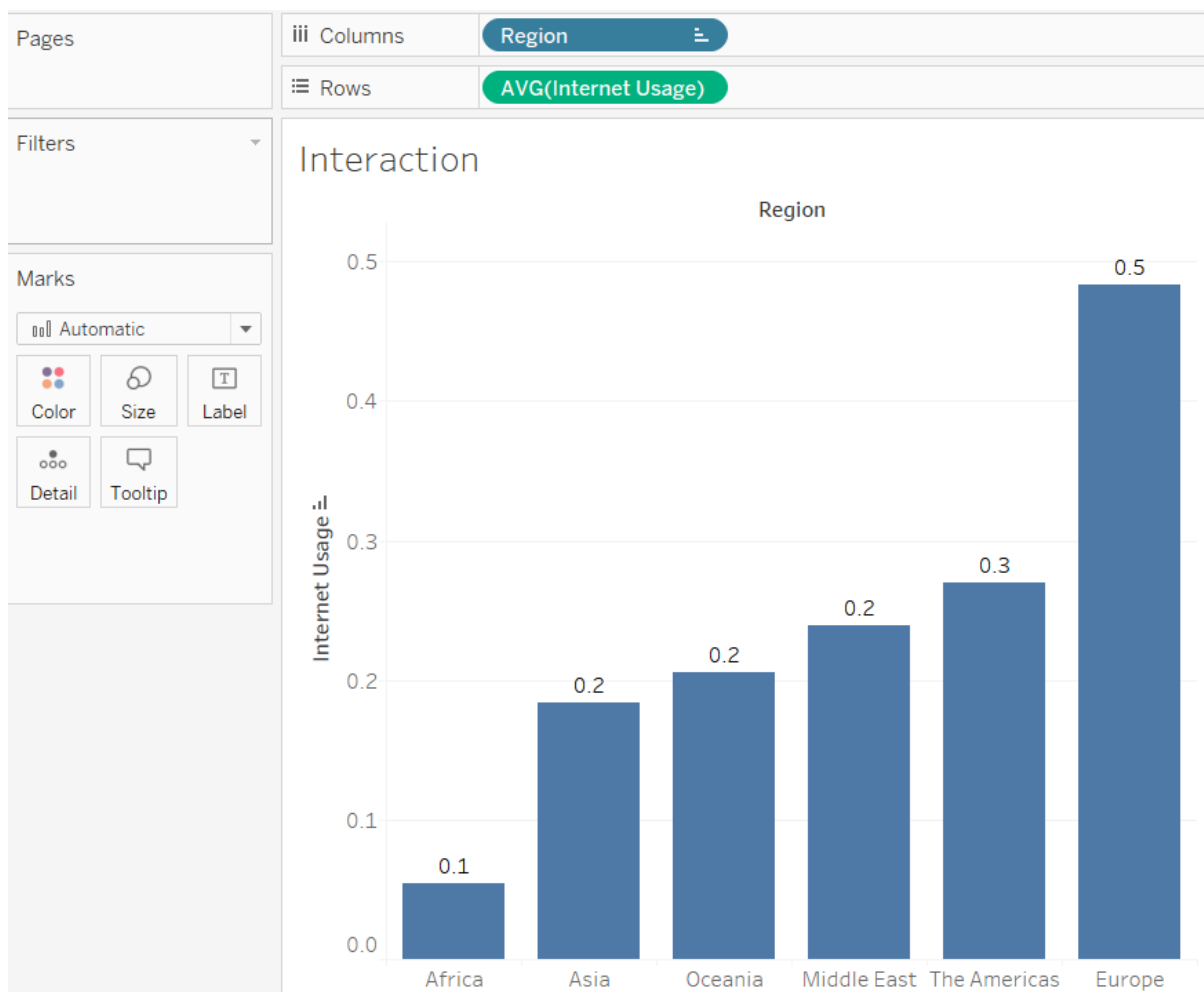 Pages
Columns
Region
Rows
AVG(Internet Usage)
Filters
Marks
Automatic
Color
Size
T
Label
Detail
Tooltip
Interaction
Region
Internet Usage
0.5
0.4
0.3
0.2
0.1
0.0
0.1
0.2
0.2
0.2
0.3
0.5
Africa
Asia
Oceania
Middle East
The Americas
Europe